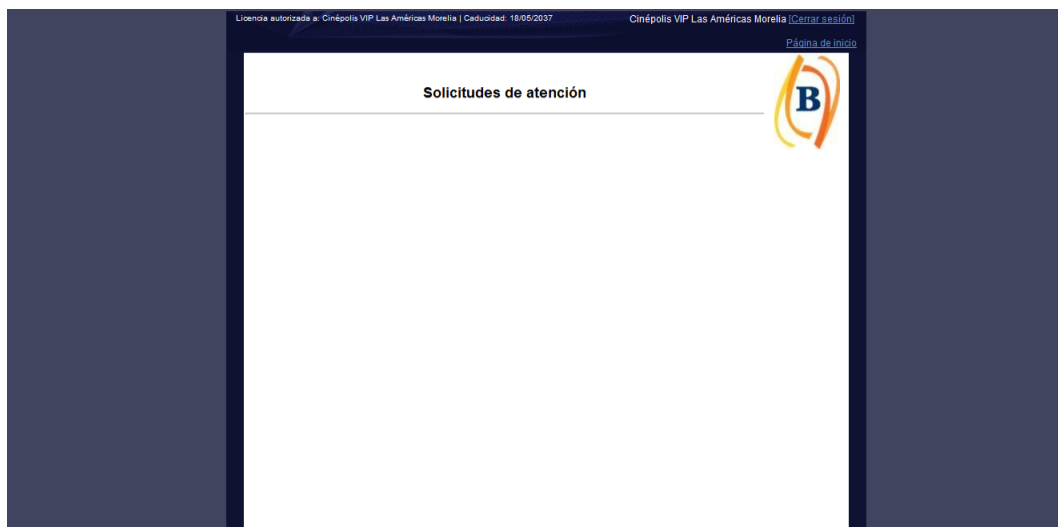 Licencia autorizada a: Cinépolis VIP Las Américas Morelia | Caducidad: 18/05/2037
Cinépolis VIP Las Américas Morelia [Cerrar sesión]
Página de inicio
Solicitudes de atención
B